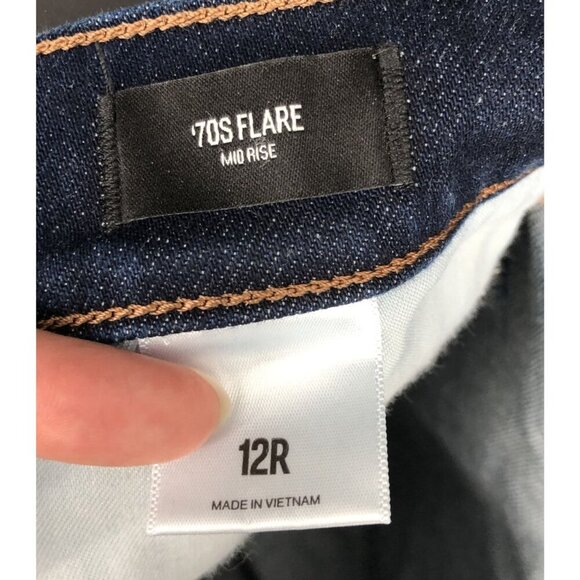 '70S FLARE
MID RISE
12R
MADE IN VIETNAM